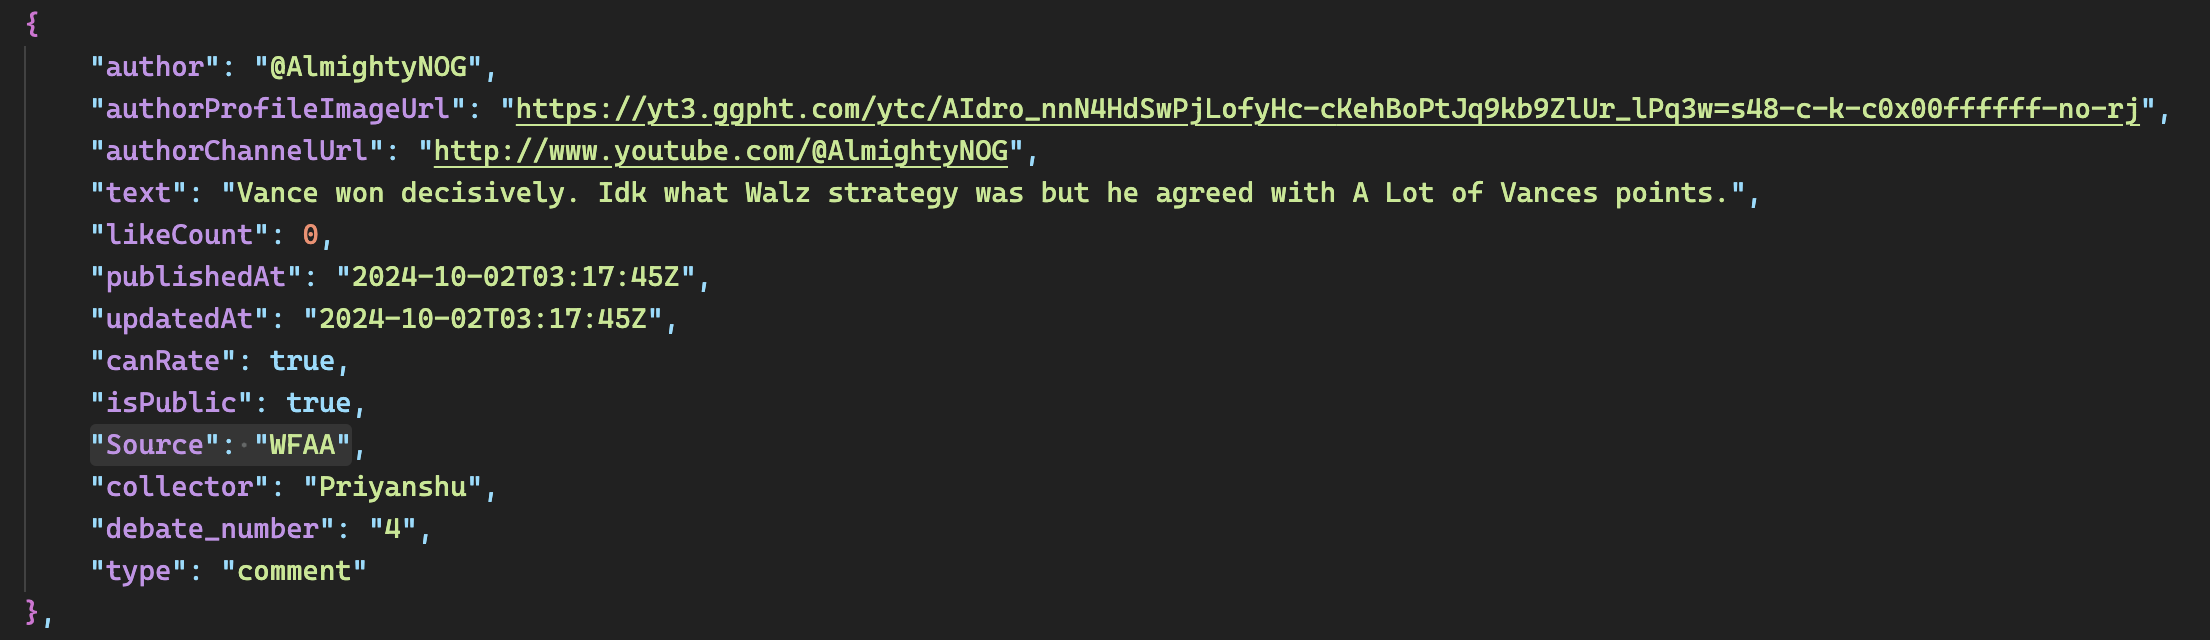 {
"author": "@AlmightyNOG",
"authorProfileImageUrl": "https://yt3.ggpht.com/ytc/AIdro_nnN4HdSwPjLofyHc-cKehBoPtJq9kb9ZlUr_lPq3w=s48-c-k-c0x00ffffff-no-rj",
"authorChannelUrl": "http://www.youtube.com/@AlmightyNOG",
"text": "Vance won decisively. Idk what Walz strategy was but he agreed with A Lot of Vances points.",
"likeCount": 0,
"publishedAt": "2024-10-02T03:17:45Z",
"updatedAt": "2024-10-02T03:17:45Z",
"canRate": true,
"isPublic": true,
"Source": "WFAA",
"collector": "Priyanshu",
"debate_number": "4",
"type": "comment"
},